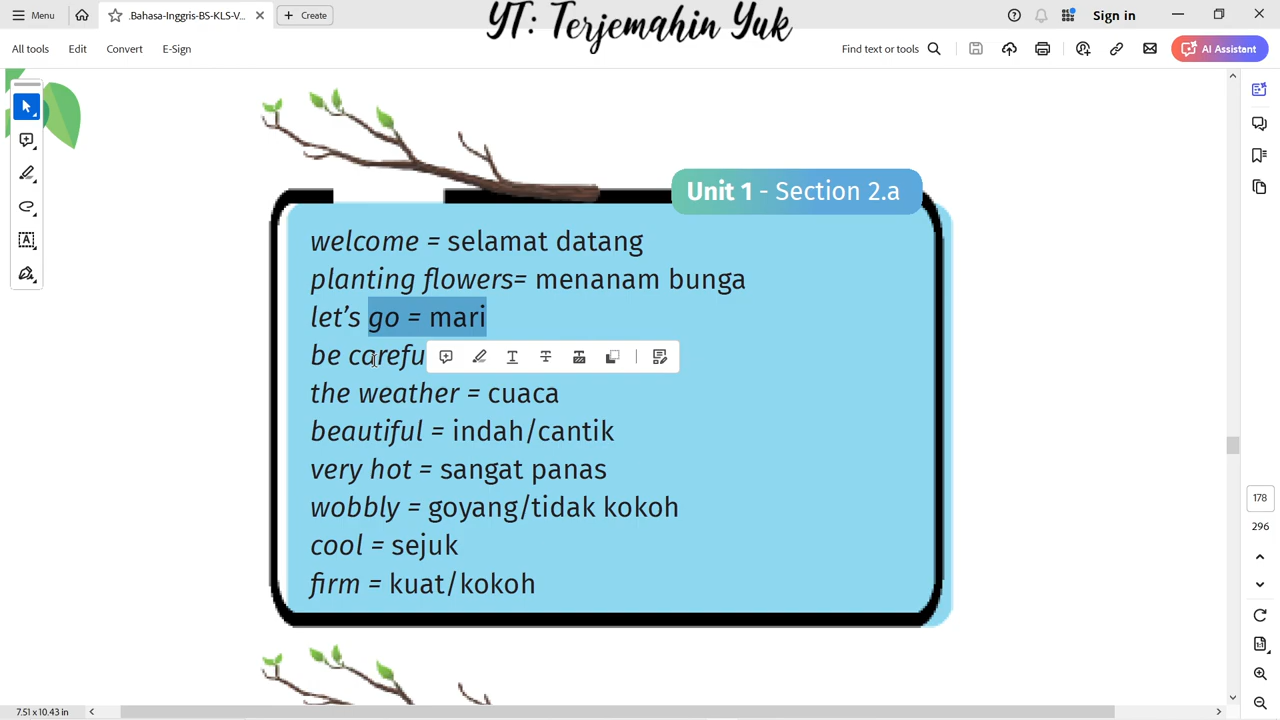 Menu
.Bahasa-Inggris-BS-KLS-V...
Create
YT: Terjemahin Yuk
Sign in
All tools
Edit
Convert
E-Sign
Find text or tools
AI Assistant
Unit 1 - Section 2.a
welcome = selamat datang
planting flowers= menanam bunga
let's go = mari
be carefu
the weather = cuaca
beautiful = indah/cantik
very hot = sangat panas
wobbly = goyang/tidak kokoh
cool = sejuk
firm = kuat/kokoh
178
296
7.51 x 10.43 in